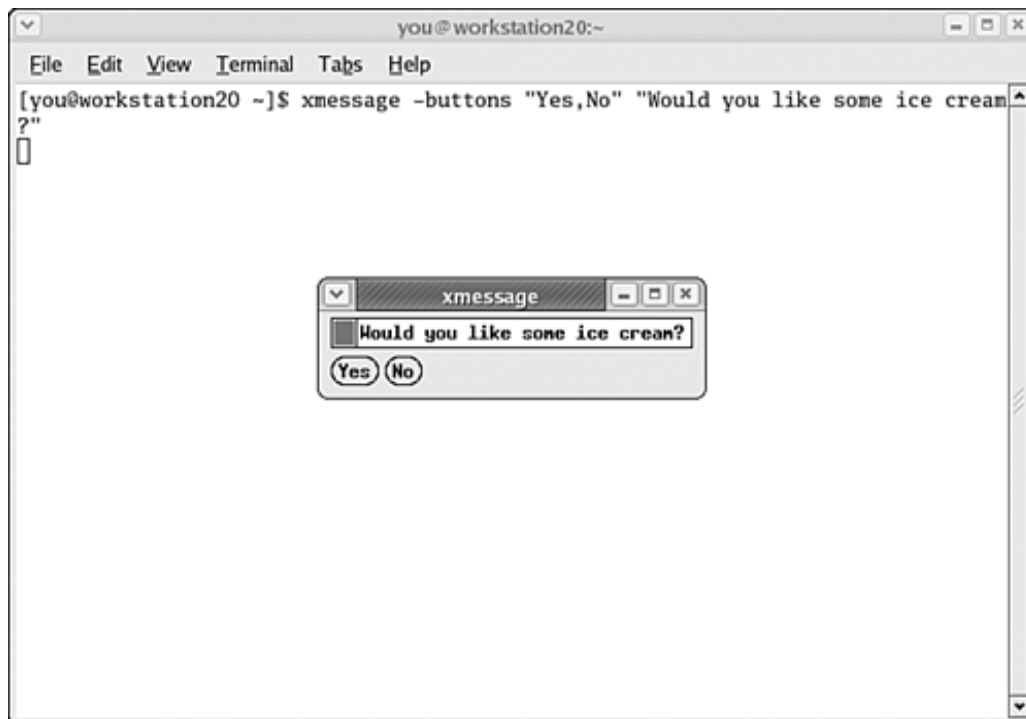 you@workstation20:~
File Edit View Terminal Tabs Help
[you@workstation20 ~]$ xmessage -buttons "Yes,No" "Would you like some ice cream
?"
xmessage
Would you like some ice cream?
Yes No